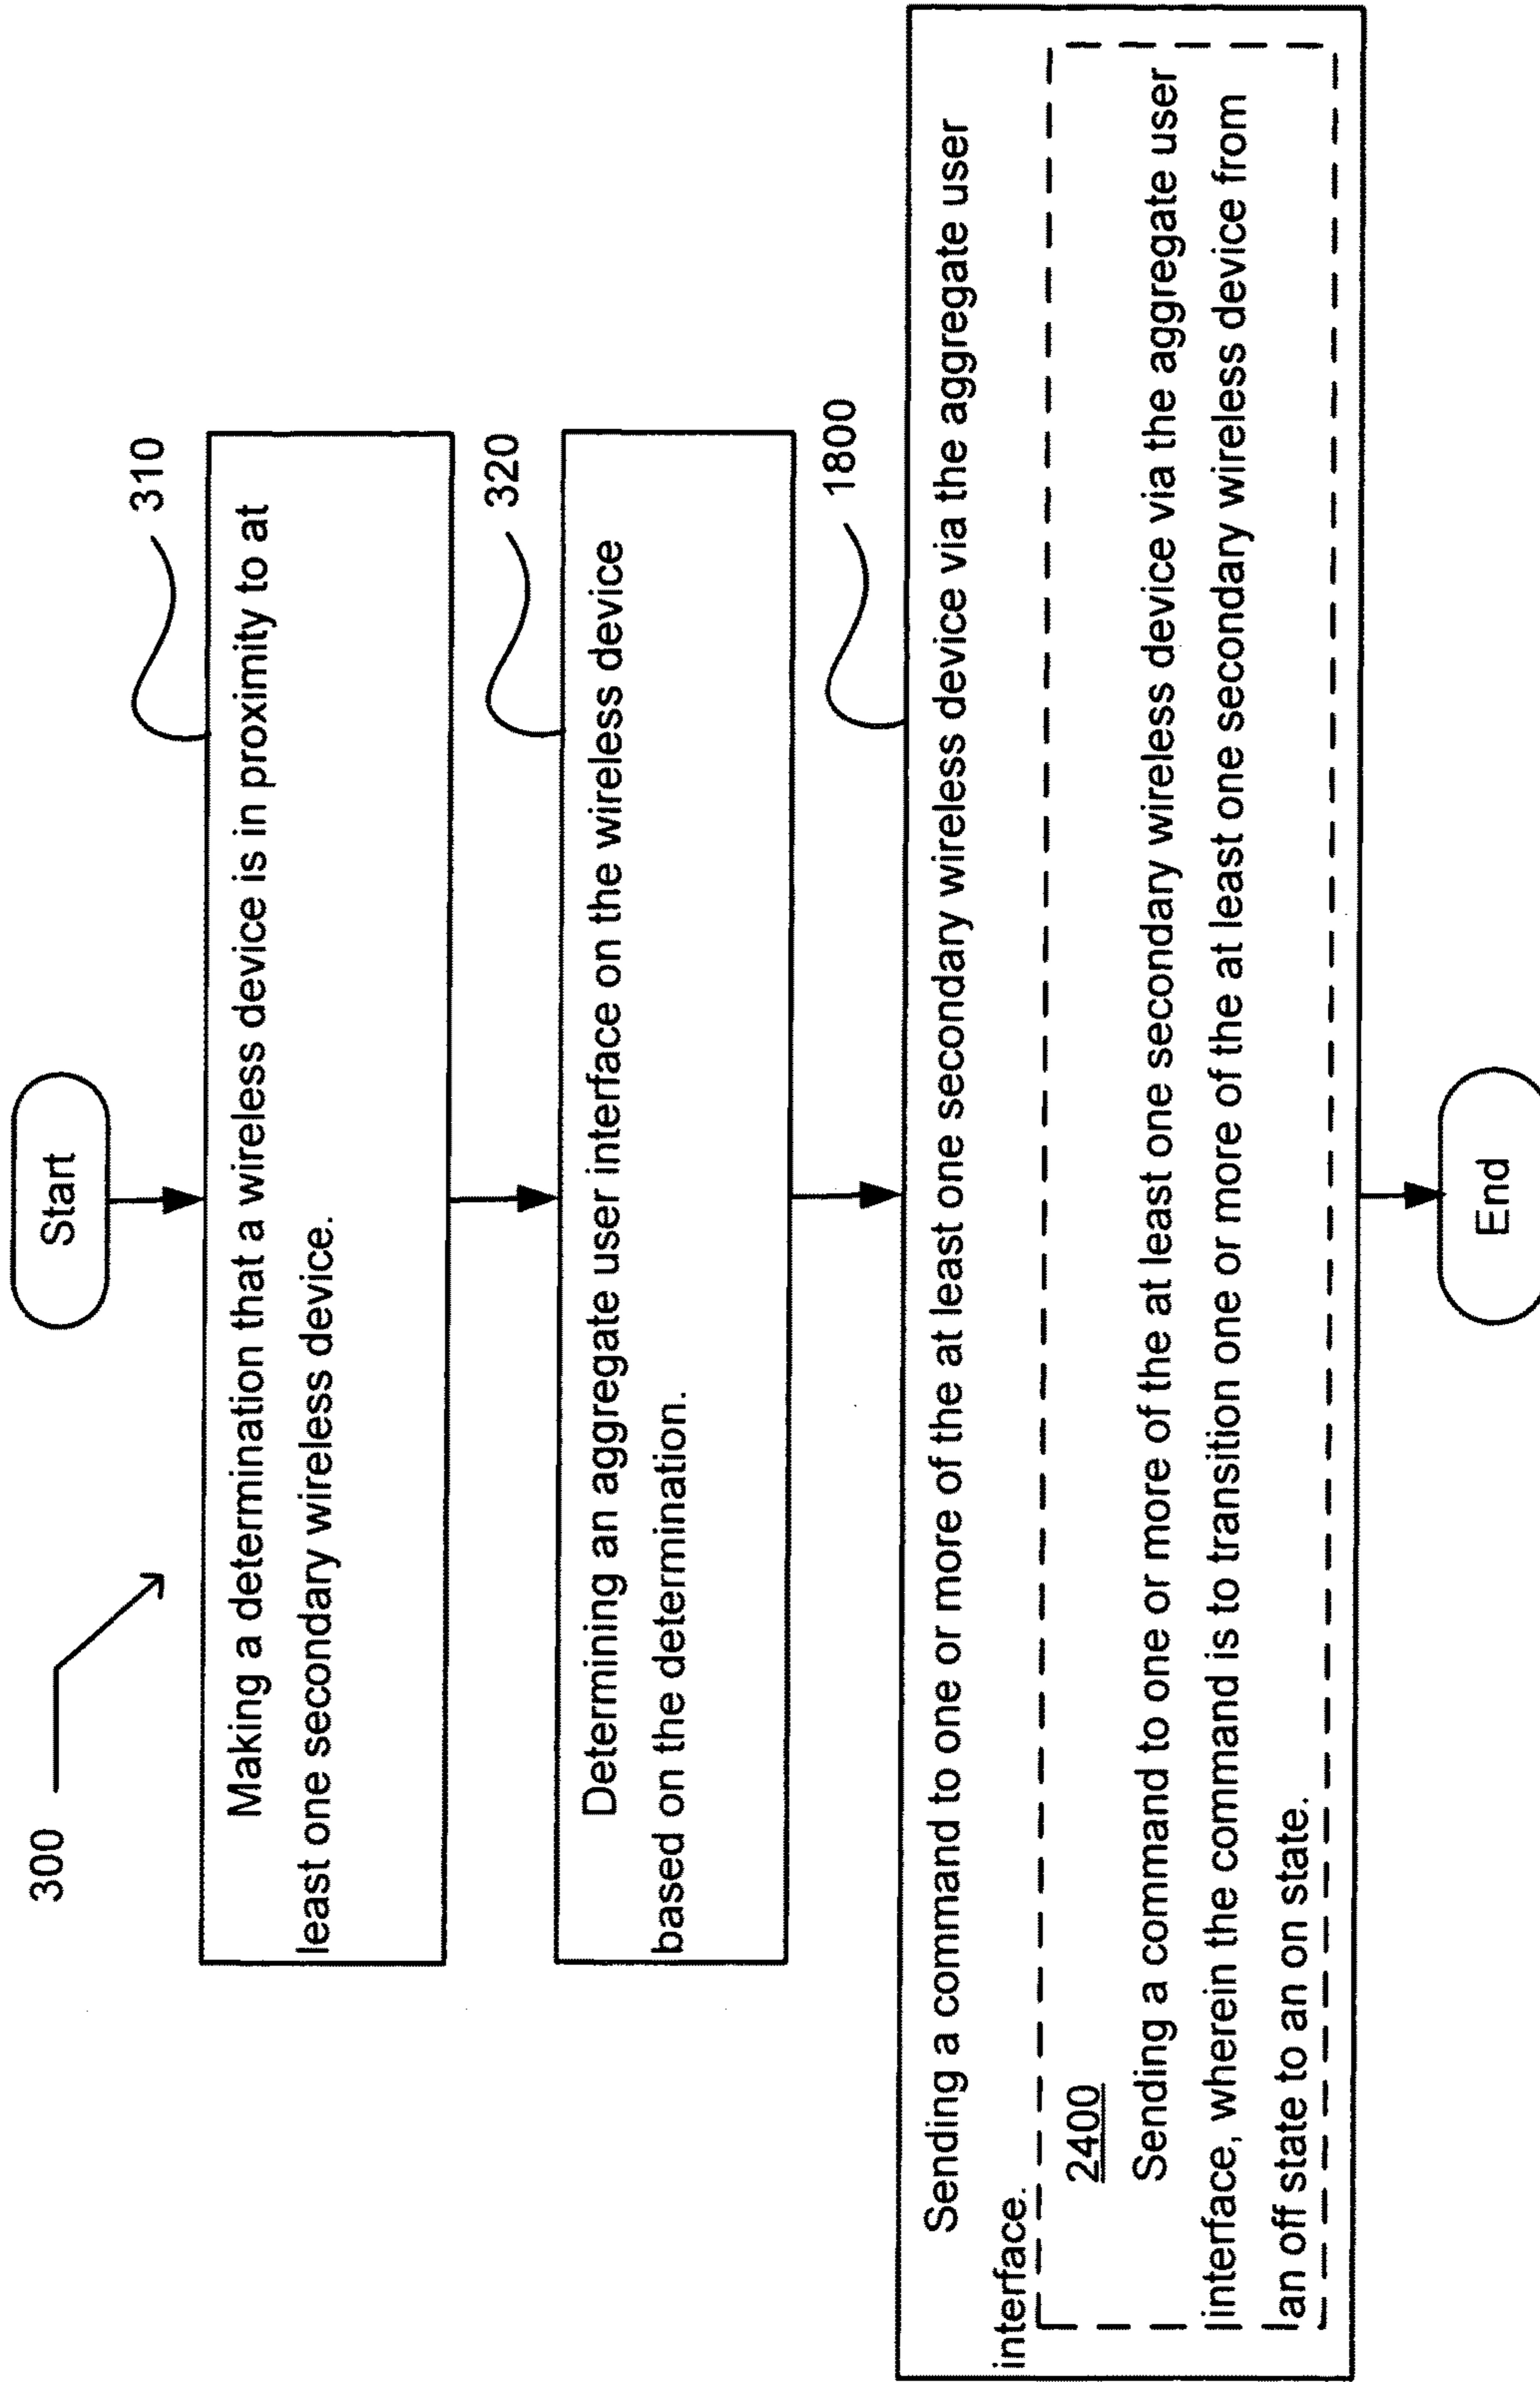 300
Start
310
Making a determination that a wireless device is in proximity to at
least one secondary wireless device.
320
Determining an aggregate user interface on the wireless device
based on the determination.
1800
Sending a command to one or more of the at least one secondary wireless device via the aggregate user
interface.
2400
Sending a command to one or more of the at least one secondary wireless device via the aggregate user
interface, wherein the command is to transition one or more of the at least one secondary wireless device from
an off state to an on state.
End